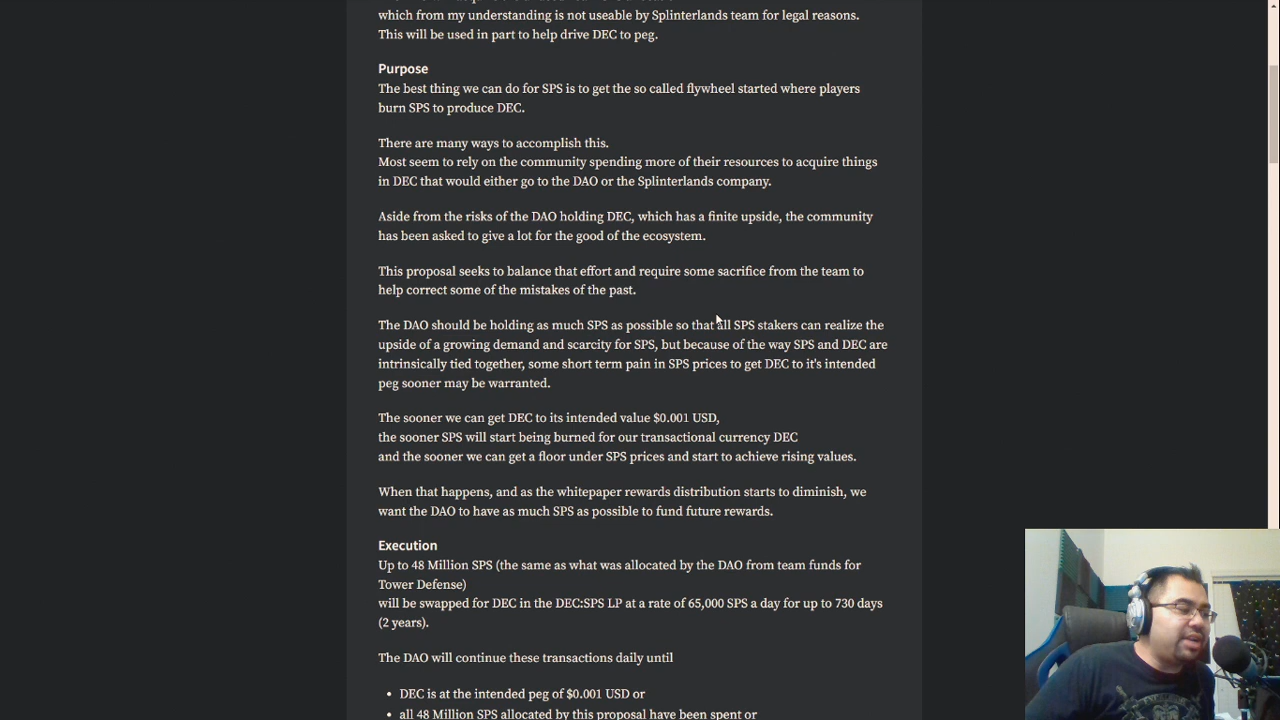 which from my understanding is not useable by Splinterlands team for legal reasons.
This will be used in part to help drive DEC to peg.
Purpose
The best thing we can do for SPS is to get the so called flywheel started where players
burn SPS to produce DEC.
There are many ways to accomplish this.
Most seem to rely on the community spending more of their resources to acquire things
in DEC that would either go to the DAO or the Splinterlands company.
Aside from the risks of the DAO holding DEC, which has a finite upside, the community
has been asked to give a lot for the good of the ecosystem.
This proposal seeks to balance that effort and require some sacrifice from the team to
help correct some of the mistakes of the past.
The DAO should be holding as much SPS as possible so that all SPS stakers can realize the
upside of a growing demand and scarcity for SPS, but because of the way SPS and DEC are
intrinsically tied together, some short term pain in SPS prices to get DEC to it's intended
peg sooner may be warranted.
The sooner we can get DEC to its intended value $0.001 USD,
the sooner SPS will start being burned for our transactional currency DEC
and the sooner we can get a floor under SPS prices and start to achieve rising values.
When that happens, and as the whitepaper rewards distribution starts to diminish, we
want the DAO to have as much SPS as possible to fund future rewards.
Execution
Up to 48 Million SPS (the same as what was allocated by the DAO from team funds for
Tower Defense)
will be swapped for DEC in the DEC:SPS LP at a rate of 65,000 SPS a day for up to 730 days
(2 years).
The DAO will continue these transactions daily until
• DEC is at the intended peg of $0.001 USD or
• all 48 Million SPS allocated by this proposal have been spent or